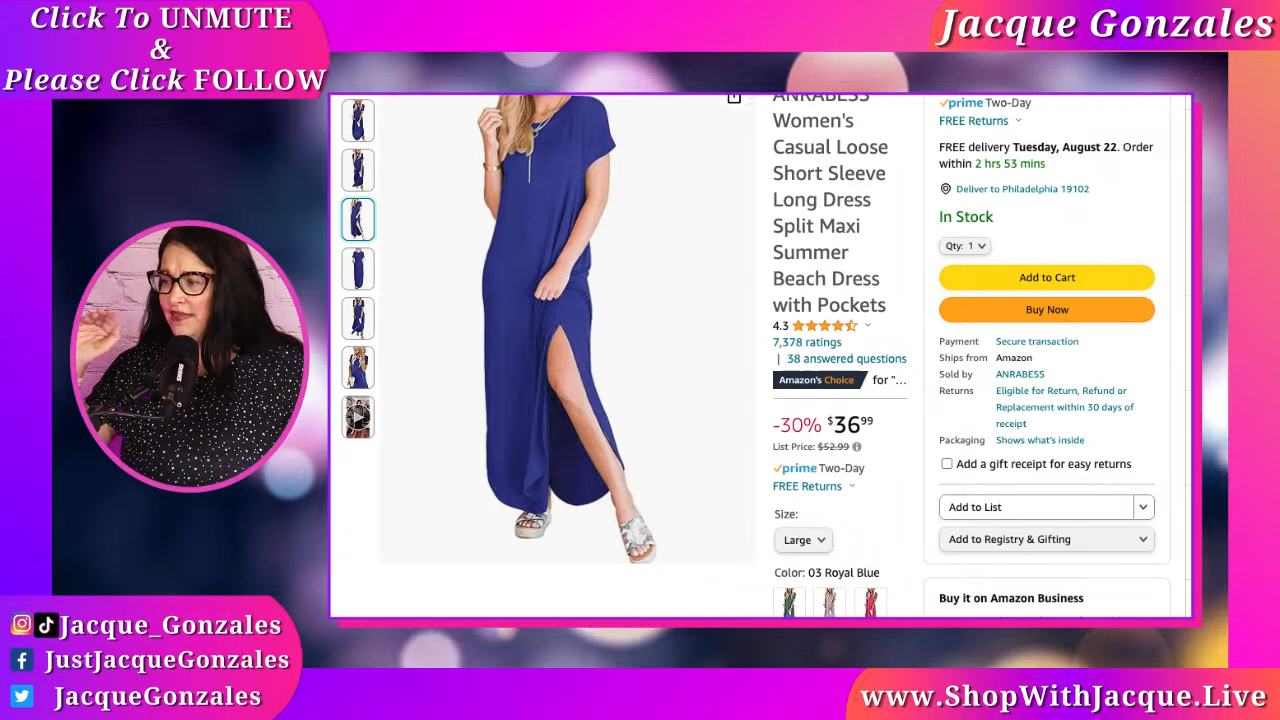 Click To UNMUTE
&
Please Click FOLLOW
Jacque Gonzales
ANRABESS
Women's
Casual Loose
Short Sleeve
Long Dress
Split Maxi
Summer
Beach Dress
with Pockets
4.3
7,378 ratings
| 38 answered questions
Amazon's Choice for "...
-30% $36 99
List Price: $52.99
prime Two-Day
FREE Returns
Size:
Large
Color: 03 Royal Blue
prime Two-Day
FREE Returns
FREE delivery Tuesday, August 22. Order
within 2 hrs 53 mins
Deliver to Philadelphia 19102
In Stock
Qty: 1
Add to Cart
Buy Now
Payment Secure transaction
Ships from Amazon
Sold by ANRABESS
Returns Eligible for Return, Refund or
Replacement within 30 days of
receipt
Packaging Shows what's inside
Add a gift receipt for easy returns
Add to List
Add to Registry & Gifting
Buy it on Amazon Business
Jacque_Gonzales
JustJacqueGonzales
JacqueGonzales
www.ShopWithJacque.Live